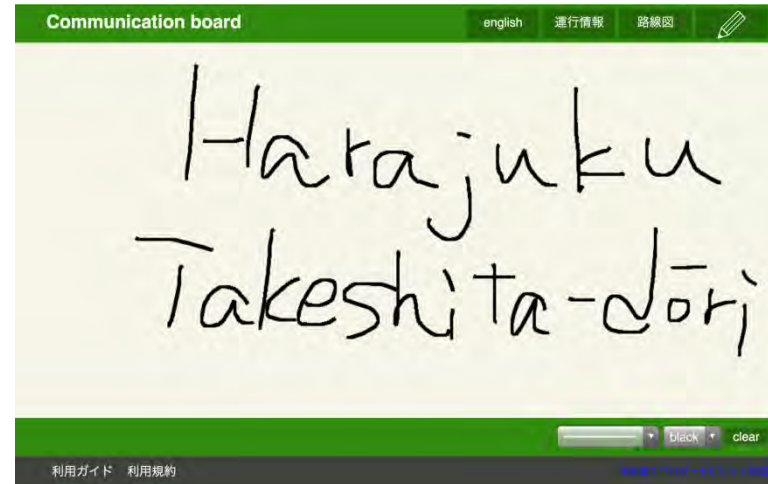 Communication board
english 運行情報 路線図
Harajuku
Takeshita-dōri
black clear
利用ガイド 利用規約